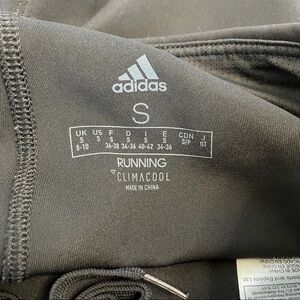 adidas
S
UK US F D I E CDN J
S S S S S S S/P OT
8-10 36-38 34-36 40-42 34-36
RUNNING
CLIMACOOL
MADE IN CHINA